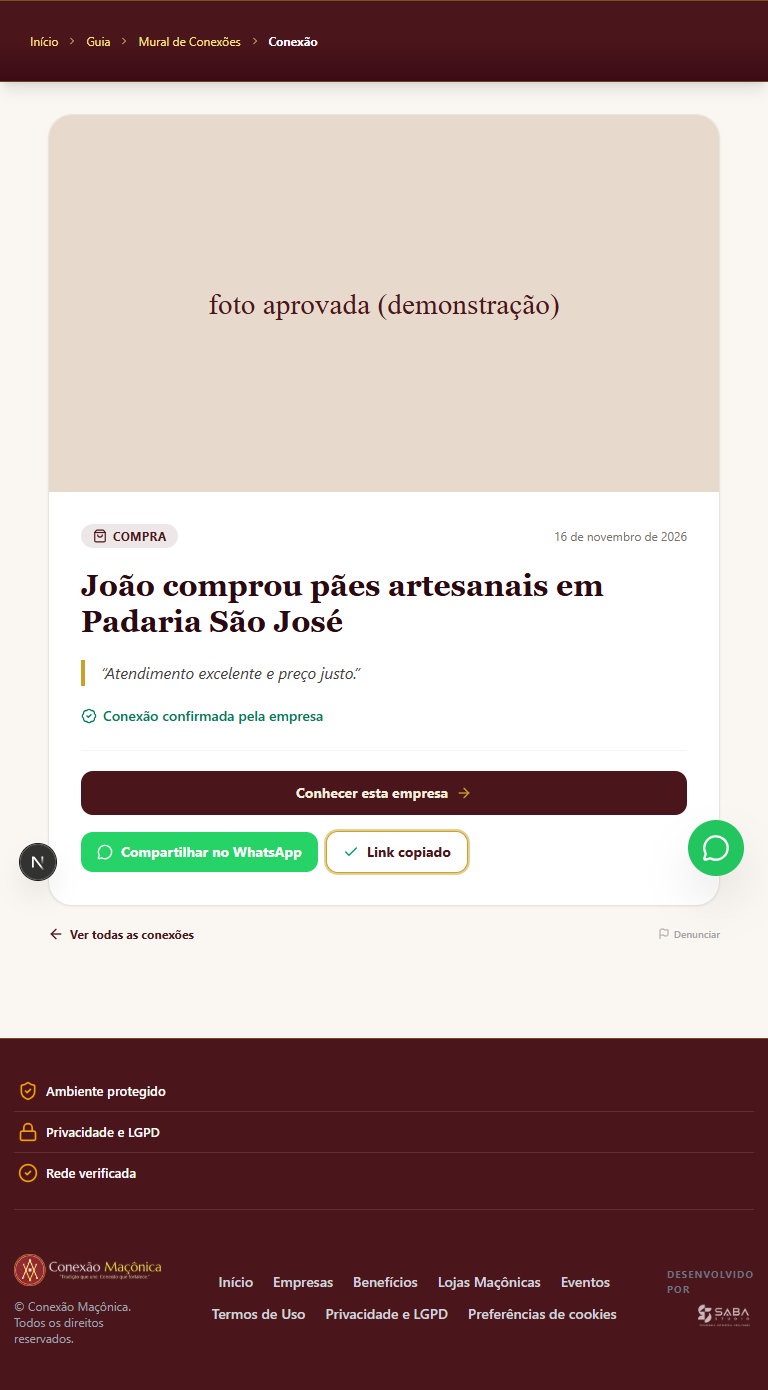 Início > Guia > Mural de Conexões > Conexão
foto aprovada (demonstração)
COMPRA
16 de novembro de 2026
João comprou pães artesanais em
Padaria São José
“Atendimento excelente e preço justo.”
Conexão confirmada pela empresa
Conhecer esta empresa →
Compartilhar no WhatsApp
Link copiado
N
← Ver todas as conexões
Denunciar
Ambiente protegido
Privacidade e LGPD
Rede verificada
Conexão Maçônica
© Conexão Maçônica.
Todos os direitos
reservados.
Início Empresas Benefícios Lojas Maçônicas Eventos
Termos de Uso Privacidade e LGPD Preferências de cookies
DESENVOLVIDO
POR
SABA
STUDIO